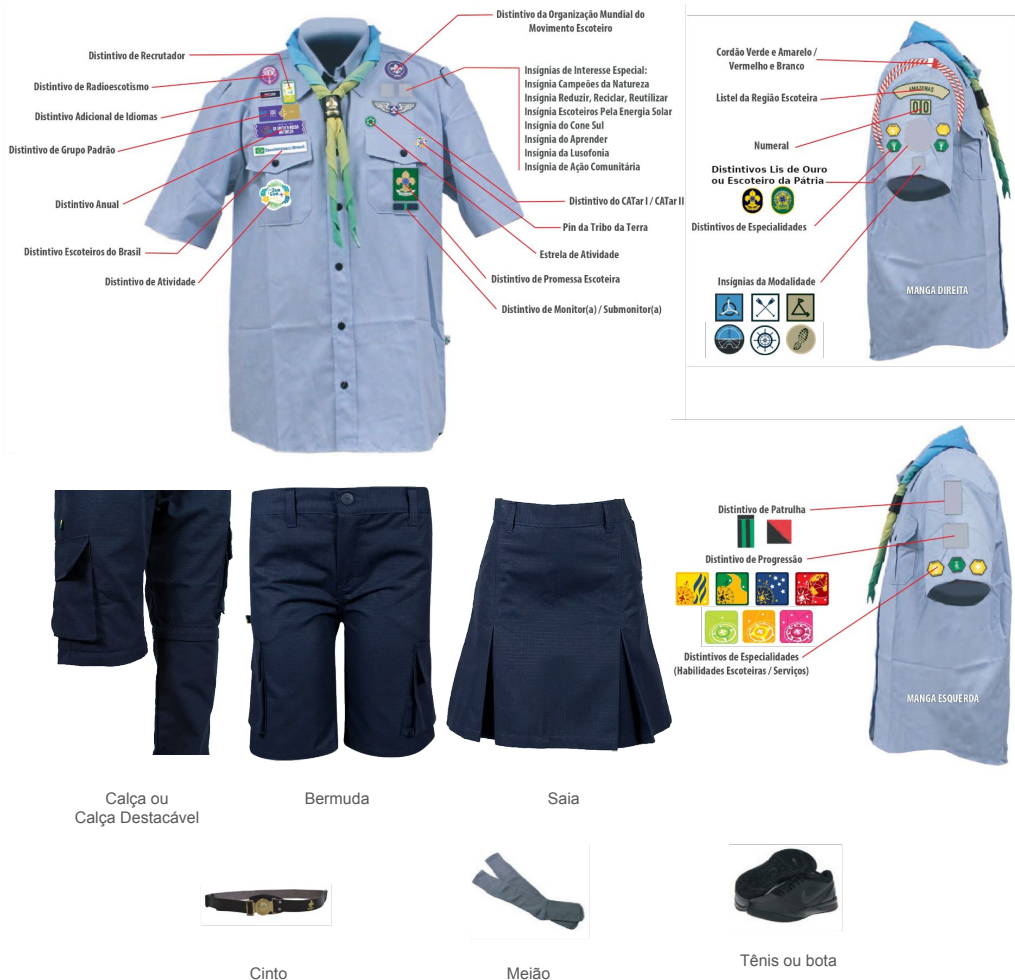 Distintivo da Organização Mundial do
Movimento Escoteiro
Distintivo de Recrutador
Distintivo de Radioescotismo
Distintivo Adicional de Idiomas
Distintivo de Grupo Padrão
Distintivo Anual
Distintivo Escoteiros do Brasil
Distintivo de Atividade
Insígnias de Interesse Especial:
Insígnia Campeões da Natureza
Insígnia Reduzir, Reciclar, Reutilizar
Insígnia Escoteiros Pela Energia Solar
Insígnia do Cone Sul
Insígnia do Aprender
Insígnia da Lusofonia
Insígnia de Ação Comunitária
Distintivo do CATar I / CATar II
Pin da Tribo da Terra
Estrela de Atividade
Distintivo de Promessa Escoteira
Distintivo de Monitor(a) / Submonitor(a)
Cordão Verde e Amarelo /
Vermelho e Branco
Listel da Região Escoteira
AMAZONAS
Numeral
Distintivos Lis de Ouro
ou Escoteiro da Pátria
Distintivos de Especialidades
Insígnias da Modalidade
MANGA DIREITA
Distintivo de Patrulha
Distintivo de Progressão
Distintivos de Especialidades
(Habilidades Escoteiras / Serviços)
MANGA ESQUERDA
Calça ou
Calça Destacável
Bermuda
Saia
Cinto
Meião
Tênis ou bota